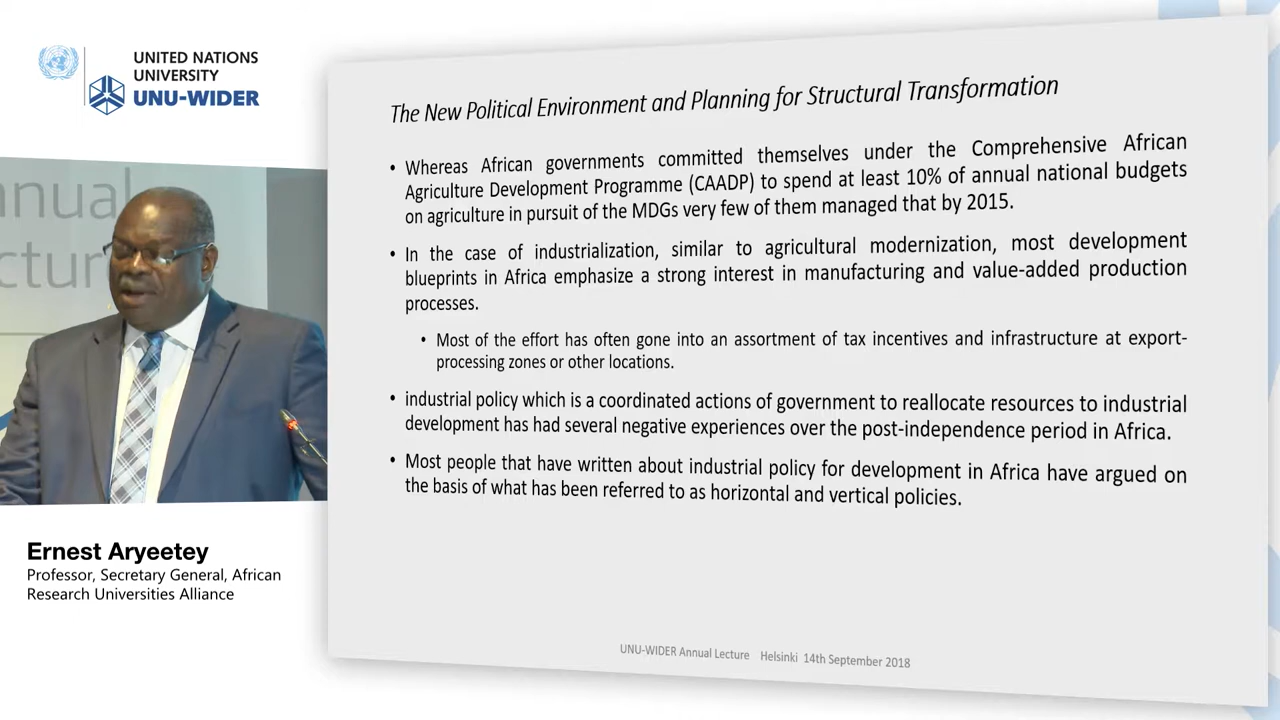 UNITED NATIONS
UNIVERSITY
UNU-WIDER
nnual
ctur
Ernest Aryeetey
Professor, Secretary General, African
Research Universities Alliance
The New Political Environment and Planning for Structural Transformation
• Whereas African governments committed themselves under the Comprehensive African
Agriculture Development Programme (CAADP) to spend at least 10% of annual national budgets
on agriculture in pursuit of the MDGs very few of them managed that by 2015.
• In the case of industrialization, similar to agricultural modernization, most development
blueprints in Africa emphasize a strong interest in manufacturing and value-added production
processes.
• Most of the effort has often gone into an assortment of tax incentives and infrastructure at export-
processing zones or other locations.
• industrial policy which is a coordinated actions of government to reallocate resources to industrial
development has had several negative experiences over the post-independence period in Africa.
• Most people that have written about industrial policy for development in Africa have argued on
the basis of what has been referred to as horizontal and vertical policies.
UNU-WIDER Annual Lecture Helsinki 14th September 2018